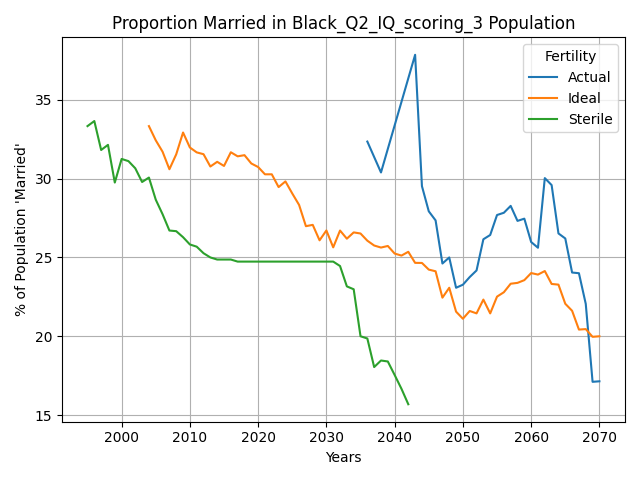 Proportion Married in Black_Q2_IQ_scoring_3 Population
% of Population 'Married'
35
30
25
20
15
Fertility
Actual
Ideal
Sterile
2000 2010 2020 2030 2040 2050 2060 2070
Years